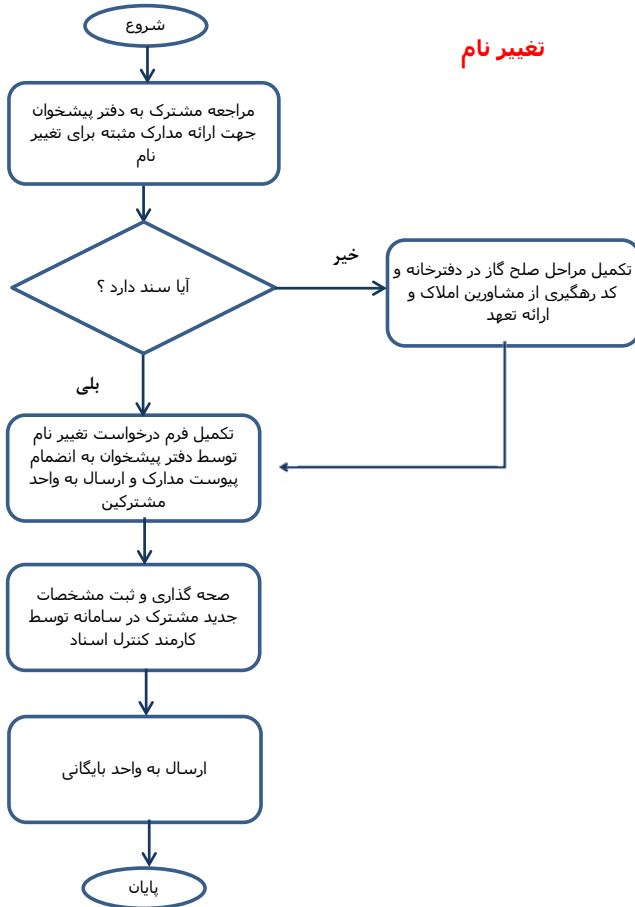 تغییر نام
شروع
مراجعه مشترک به دفتر پیشخوان
جهت ارائه مدارک مثبته برای تغییر
نام
آیا سند دارد ؟
خیر
تکمیل مراحل صلح گاز در دفترخانه و
کد رهگیری از مشاورین املاک و
ارائه تعهد
بلی
تکمیل فرم درخواست تغییر نام
توسط دفتر پیشخوان به انضمام
پیوست مدارک و ارسال به واحد
مشترکین
صحه گذاری و ثبت مشخصات
جدید مشترک در سامانه توسط
کارمند کنترل اسناد
ارسال به واحد بایگانی
پایان